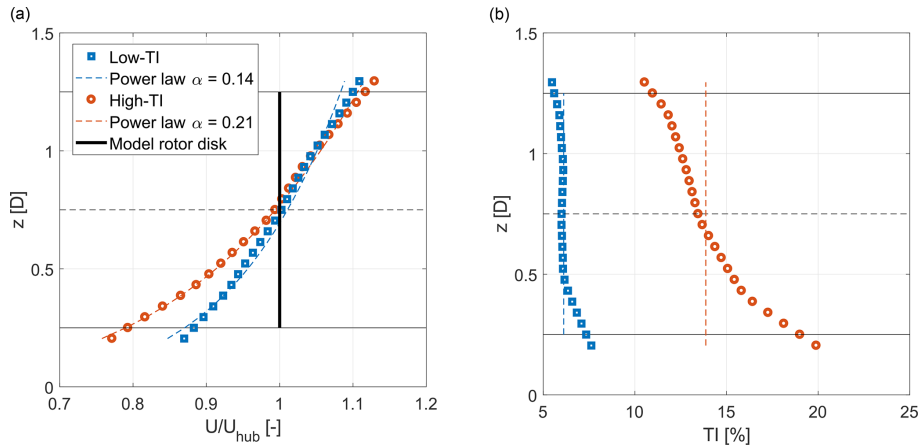 (a)
1.5
1
0.5
0
z [D]
Low-TI
Power law α = 0.14
High-TI
Power law α = 0.21
Model rotor disk
0.7 0.8 0.9 1 1.1 1.2
U/U_hub [-]
(b)
1.5
1
0.5
0
z [D]
5 10 15 20 25
TI [%]